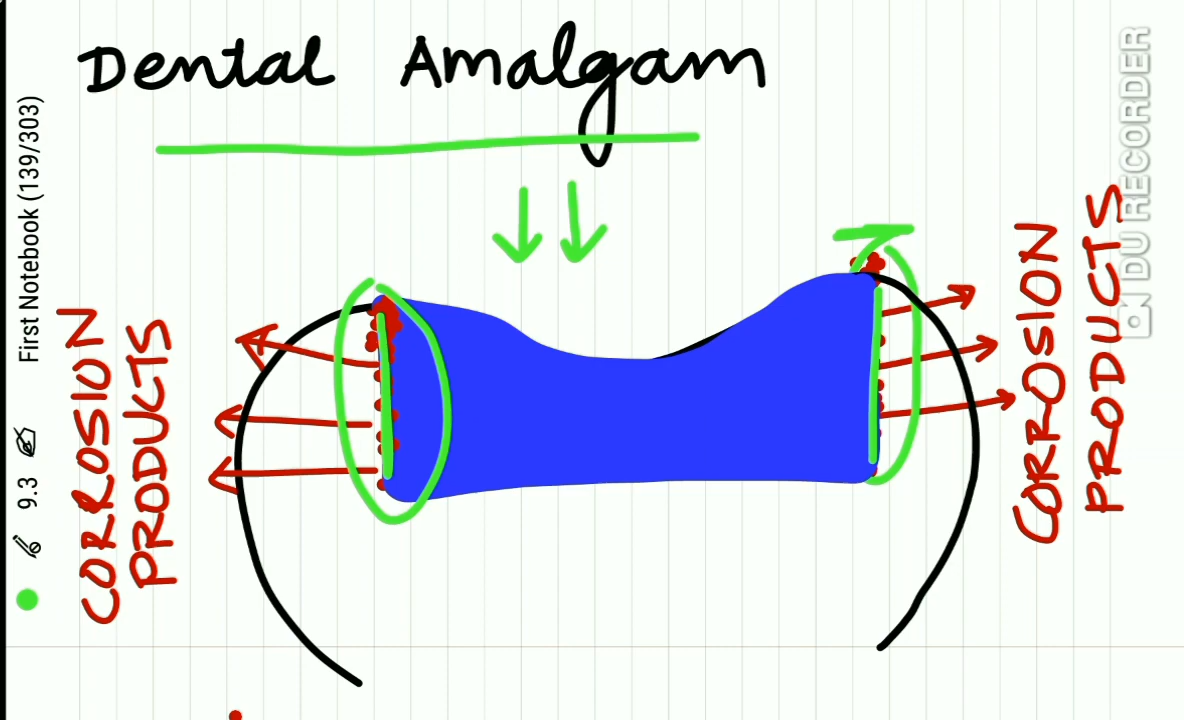 Dental Amalgam
First Notebook (139/303)
9.3
CORROSION
PRODUCTS
CORROSION
PRODUCTS
DU RECORDER